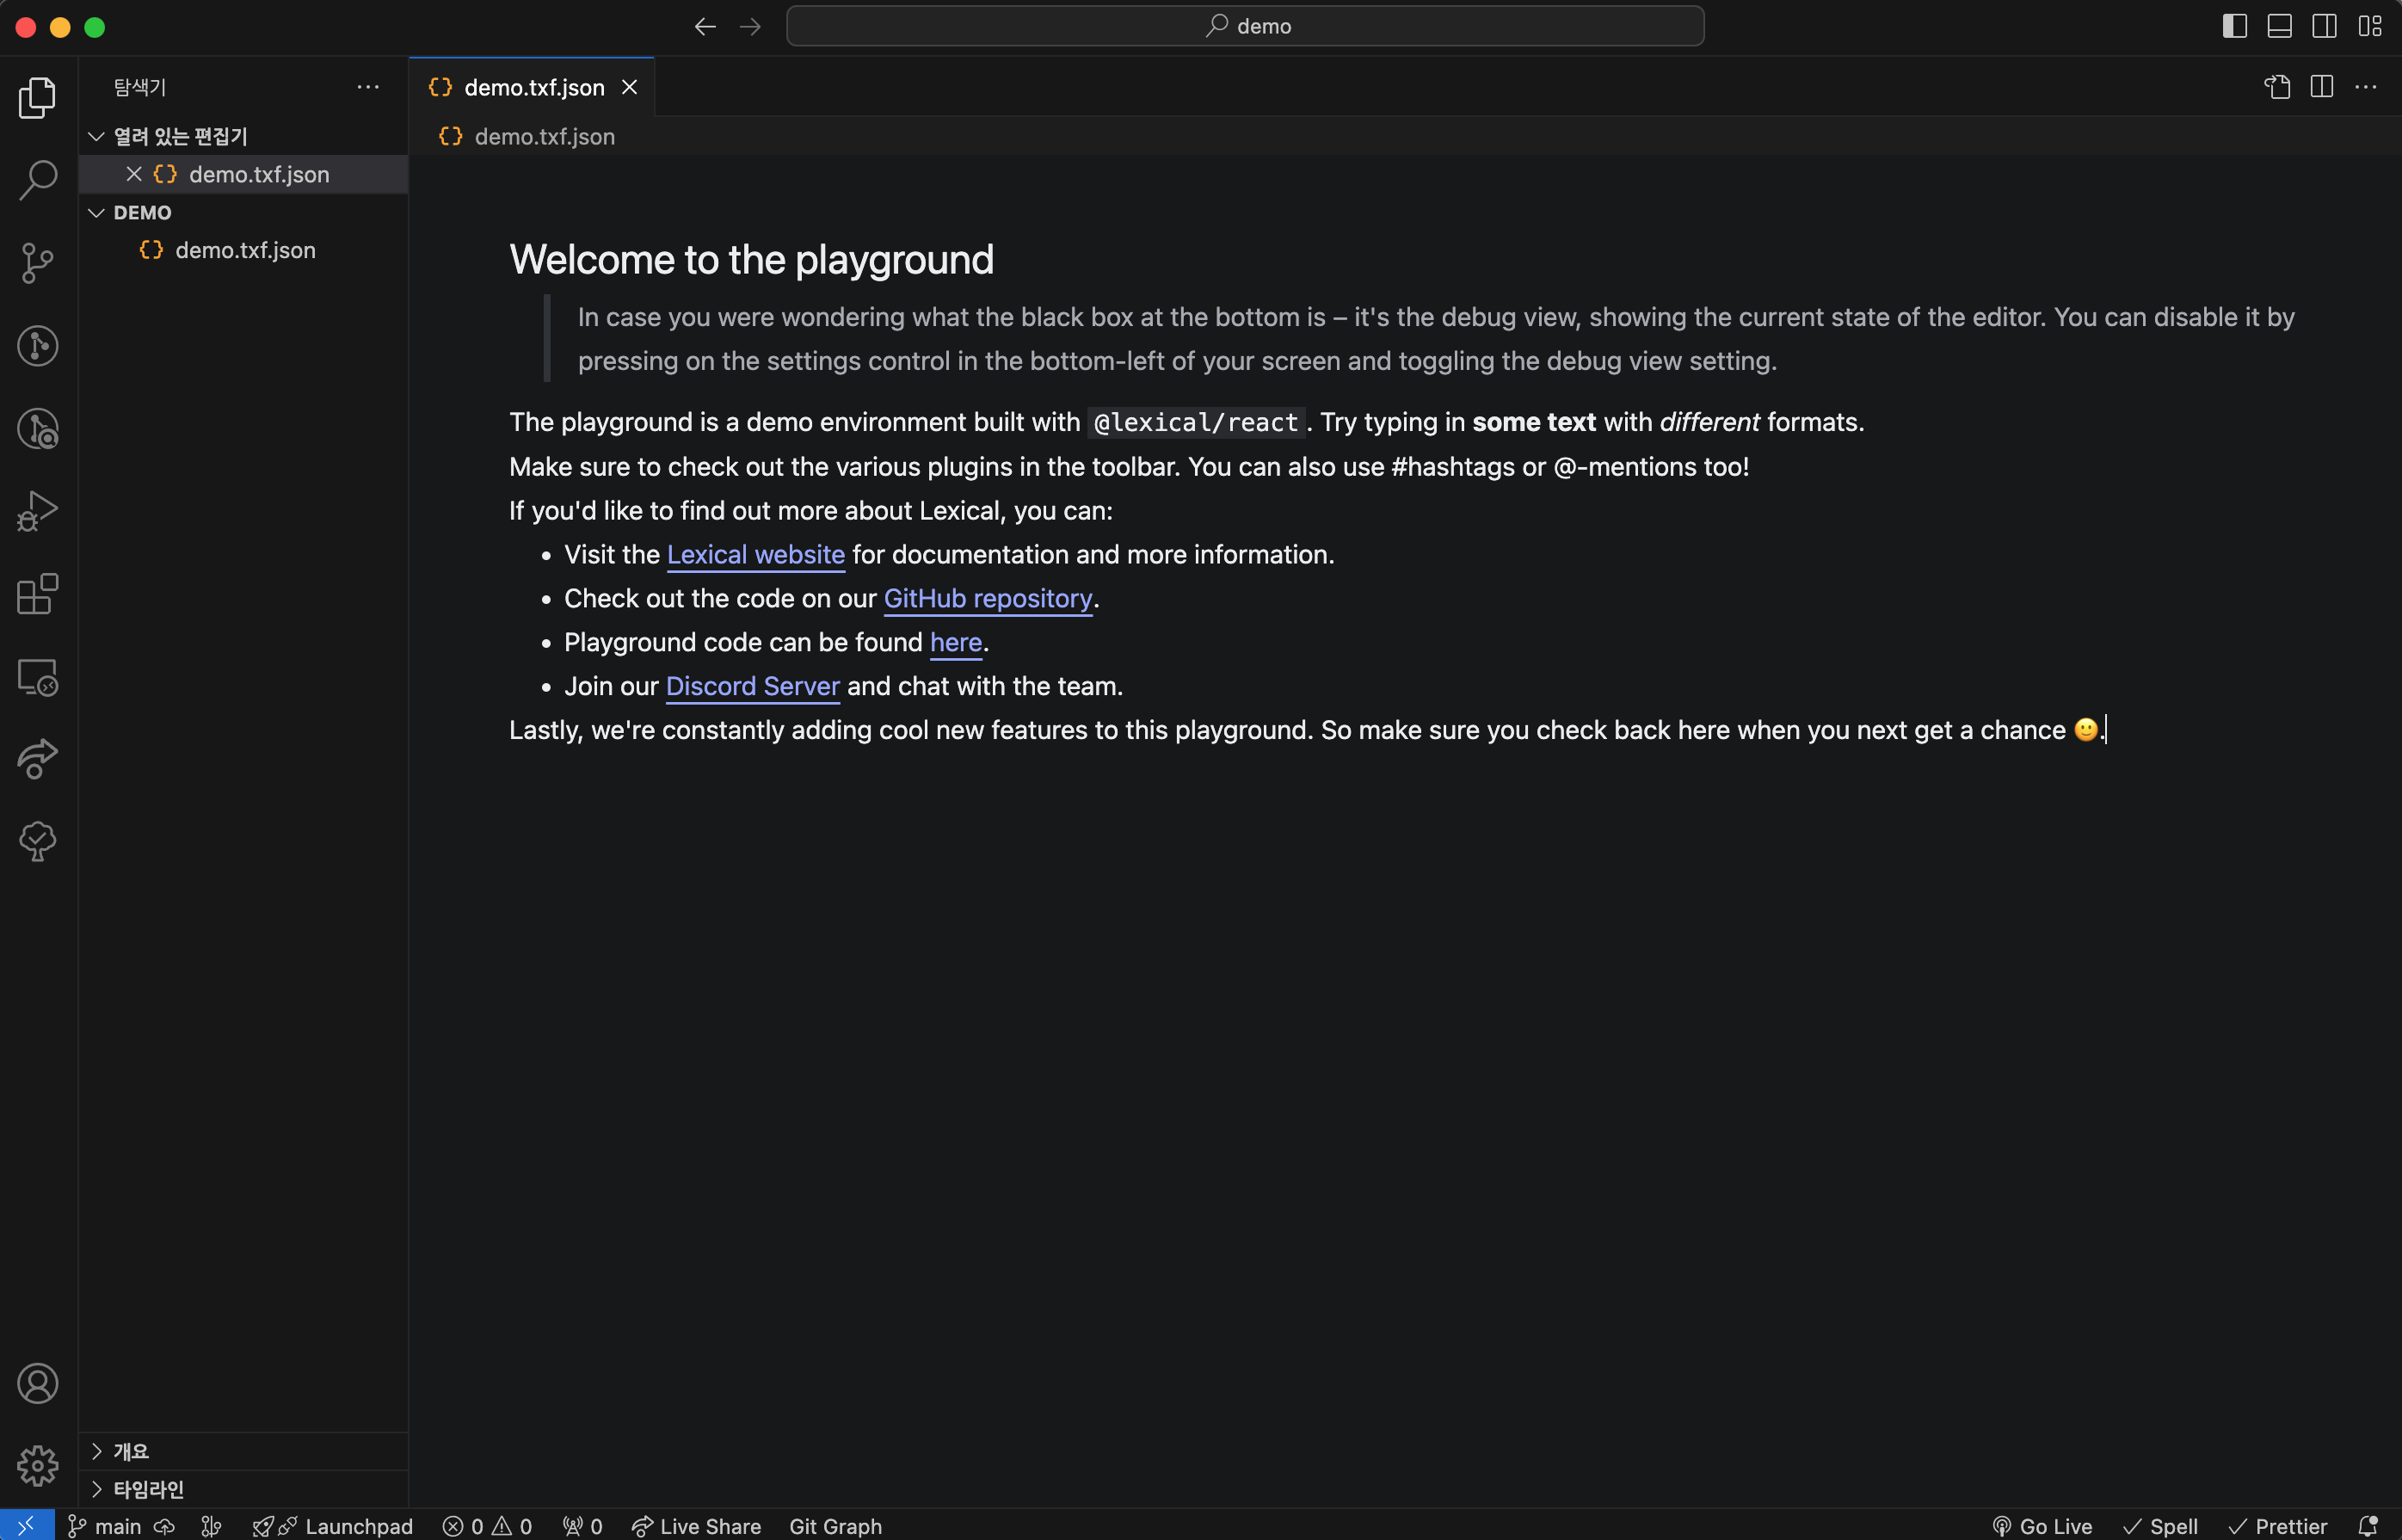 demo
탐색기
열려 있는 편집기
demo.txf.json
DEMO
demo.txf.json
개요
타임라인
demo.txf.json
demo.txf.json
Welcome to the playground
In case you were wondering what the black box at the bottom is – it's the debug view, showing the current state of the editor. You can disable it by
pressing on the settings control in the bottom-left of your screen and toggling the debug view setting.
The playground is a demo environment built with @lexical/react. Try typing in some text with different formats.
Make sure to check out the various plugins in the toolbar. You can also use #hashtags or @-mentions too!
If you'd like to find out more about Lexical, you can:
• Visit the Lexical website for documentation and more information.
• Check out the code on our GitHub repository.
• Playground code can be found here.
• Join our Discord Server and chat with the team.
Lastly, we're constantly adding cool new features to this playground. So make sure you check back here when you next get a chance 🙂.
main Launchpad 0 0 0 Live Share Git Graph Go Live Spell Prettier